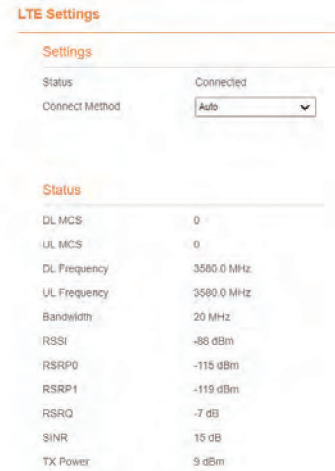 LTE Settings
Settings
Status Connected
Connect Method Auto
Status
DL MCS 0
UL MCS 0
DL Frequency 3580.0 MHz
UL Frequency 3580.0 MHz
Bandwidth 20 MHz
RSSI -88 dBm
RSRP0 -115 dBm
RSRP1 -119 dBm
RSRQ -7 dB
SINR 15 dB
TX Power 9 dBm